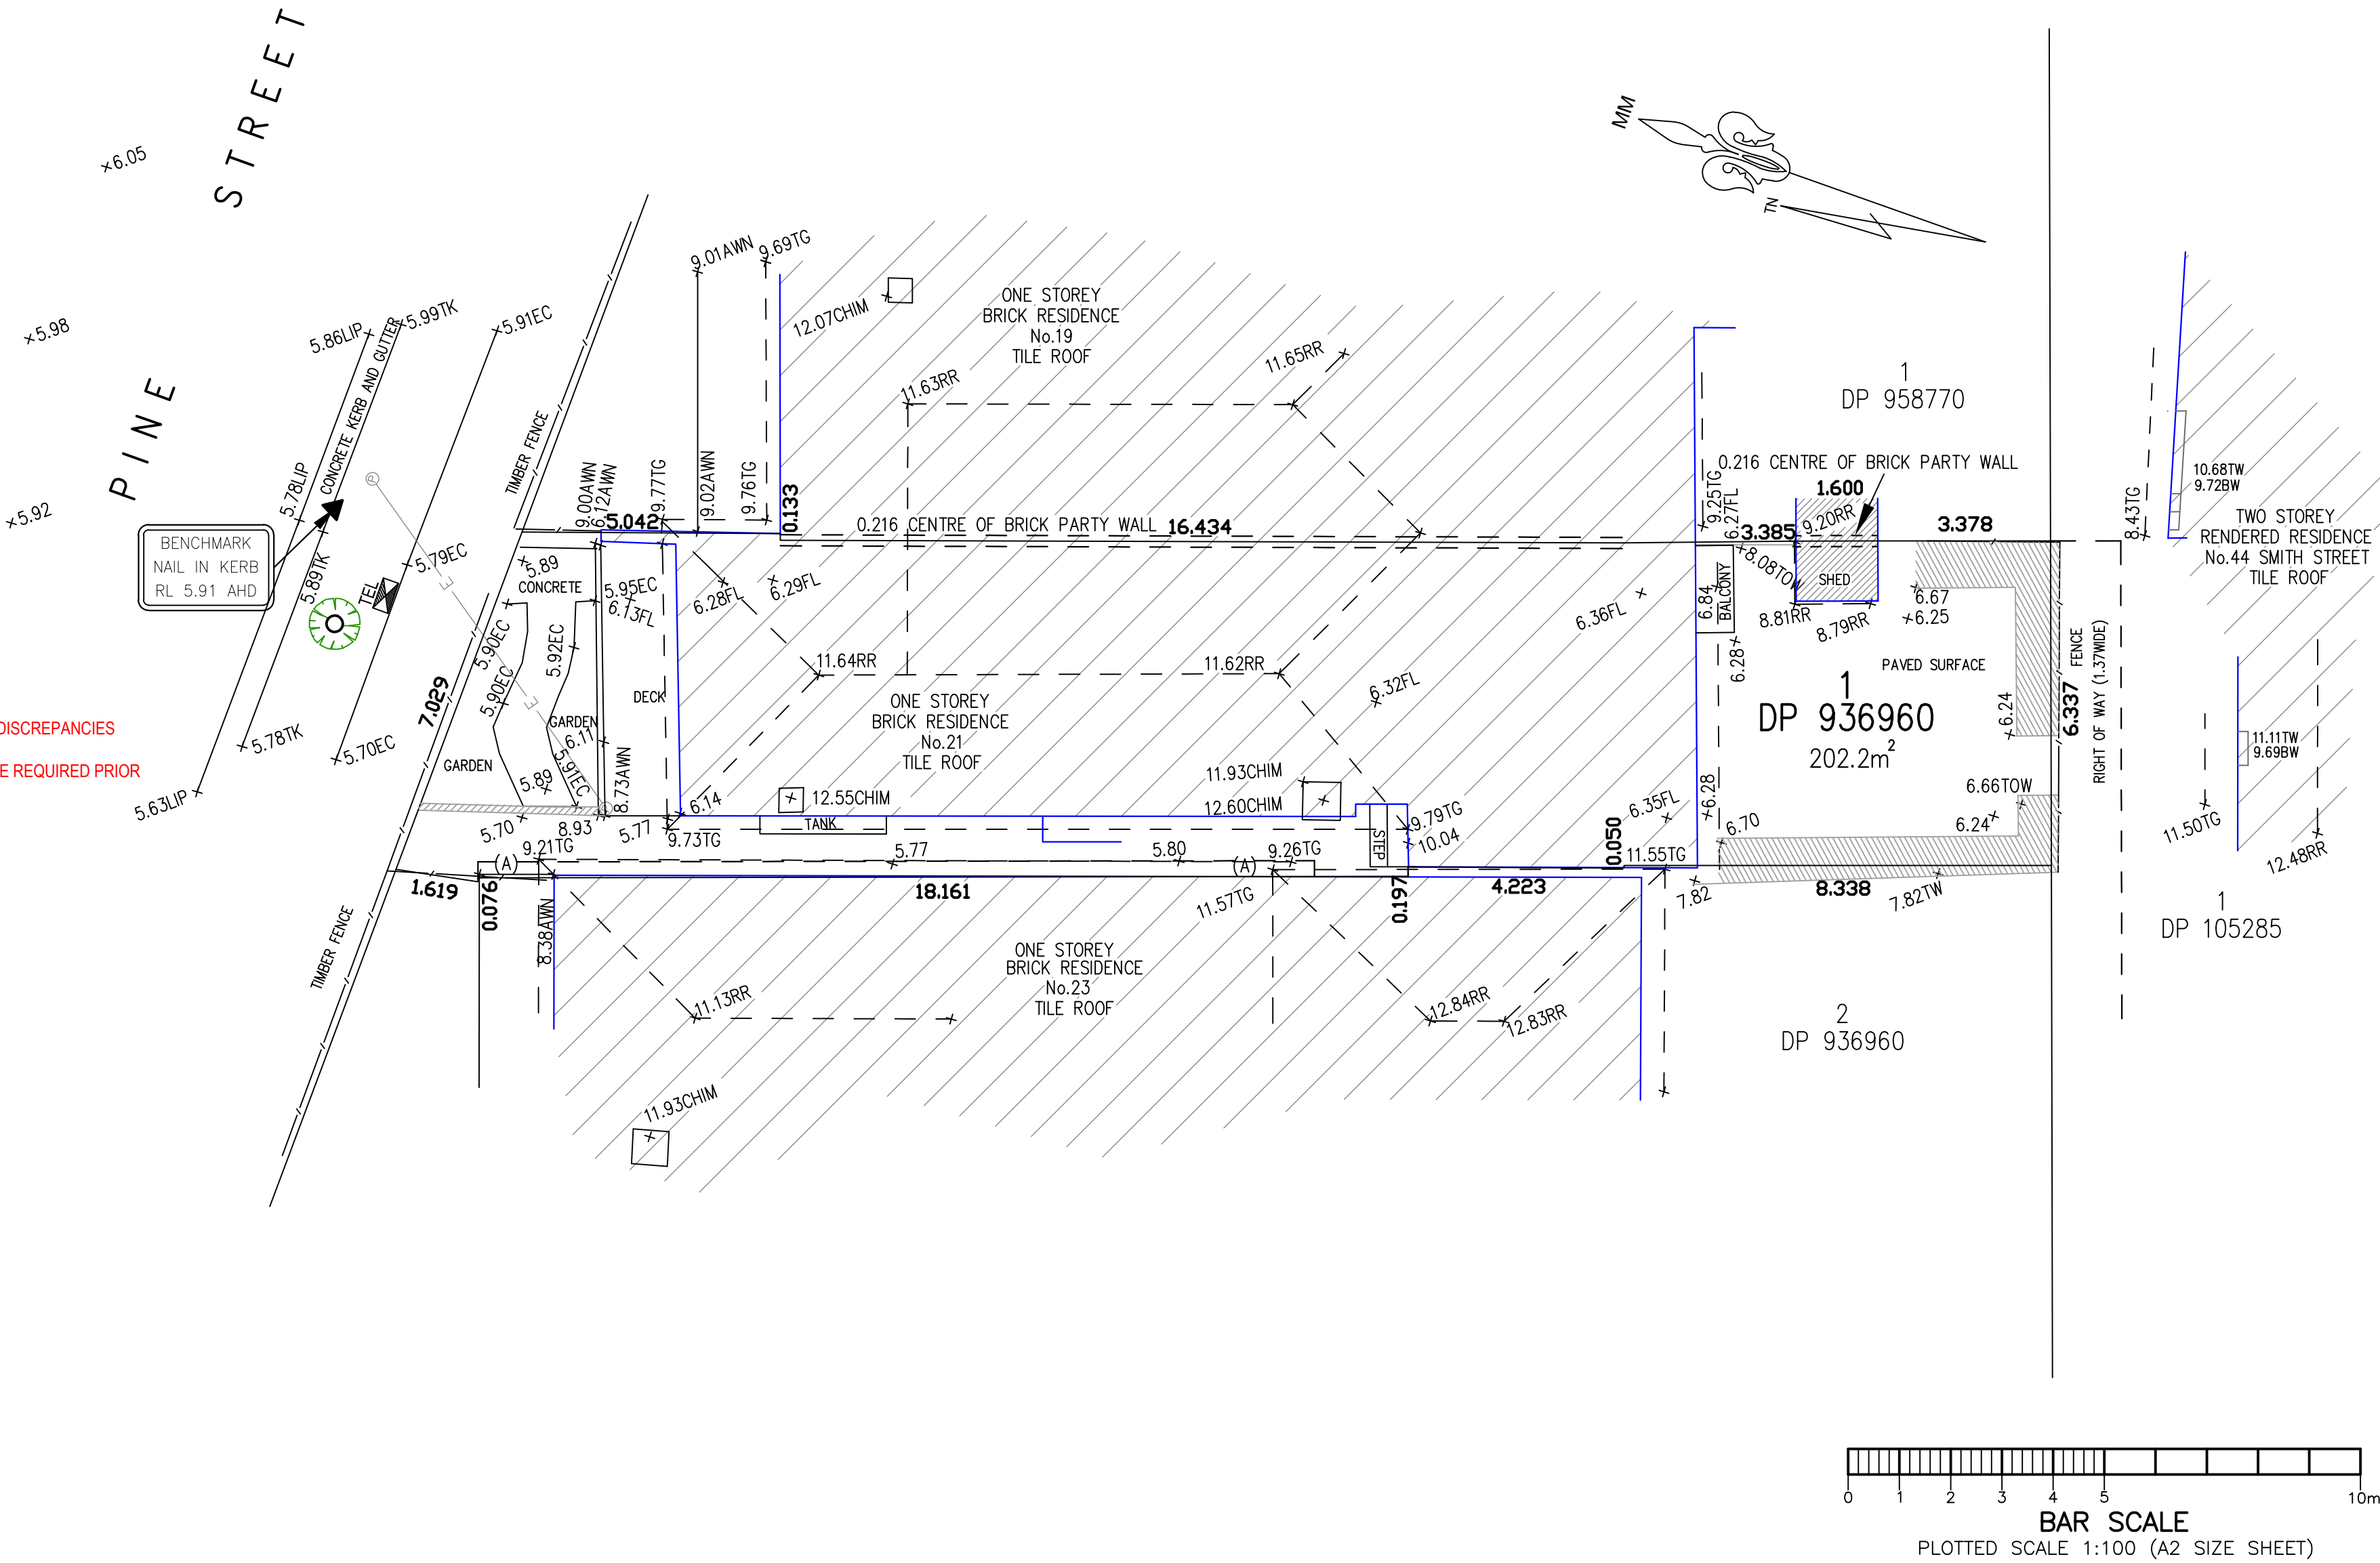 PINE STREET
×6.05
×5.98
×5.92
MM
TN
5.86LIP
5.99TK
5.91EC
CONCRETE KERB AND GUTTER
5.78LIP
5.89TK
5.79EC
TEL
BENCHMARK
NAIL IN KERB
RL 5.91 AHD
P
E
E
DISCREPANCIES
E REQUIRED PRIOR
5.78TK
5.70EC
5.63LIP
TIMBER FENCE
TIMBER FENCE
7.029
9.01AWN
9.69TG
12.07CHIM
ONE STOREY
BRICK RESIDENCE
No.19
TILE ROOF
11.63RR
11.65RR
9.00AWN
6.12AWN
5.042
9.77TG
9.02AWN
9.76TG
0.133
0.216 CENTRE OF BRICK PARTY WALL
16.434
9.25TG
6.27FL
1
DP 958770
0.216 CENTRE OF BRICK PARTY WALL
1.600
3.385
9.20RR
3.378
8.08TOW
SHED
8.81RR
8.79RR
6.67
6.25
5.89
CONCRETE
5.95EC
6.13FL
5.90EC
5.92EC
5.90EC
GARDEN
GARDEN
6.11
5.91EC
5.89
DECK
8.73AWN
6.28FL
6.29FL
6.36FL
6.84
BALCONY
6.28
11.64RR
11.62RR
6.32FL
ONE STOREY
BRICK RESIDENCE
No.21
TILE ROOF
PAVED SURFACE
1
DP 936960
202.2m²
6.24
FENCE
6.337
RIGHT OF WAY (1.37WIDE)
8.43TG
10.68TW
9.72BW
TWO STOREY
RENDERED RESIDENCE
No.44 SMITH STREET
TILE ROOF
11.11TW
9.69BW
11.50TG
12.48RR
1
DP 105285
11.93CHIM
12.60CHIM
12.55CHIM
6.14
TANK
STEP
9.79TG
10.04
6.35FL
6.28
6.70
6.66TOW
6.24
5.70
8.93
5.77
9.73TG
9.21TG
(A)
5.77
5.80
(A)
9.26TG
0.050
11.55TG
1.619
0.076
8.38AWN
18.161
11.57TG
0.197
4.223
7.82
8.338
7.82TW
ONE STOREY
BRICK RESIDENCE
No.23
TILE ROOF
11.13RR
12.84RR
12.83RR
2
DP 936960
11.93CHIM
0 1 2 3 4 5 10m
BAR SCALE
PLOTTED SCALE 1:100 (A2 SIZE SHEET)